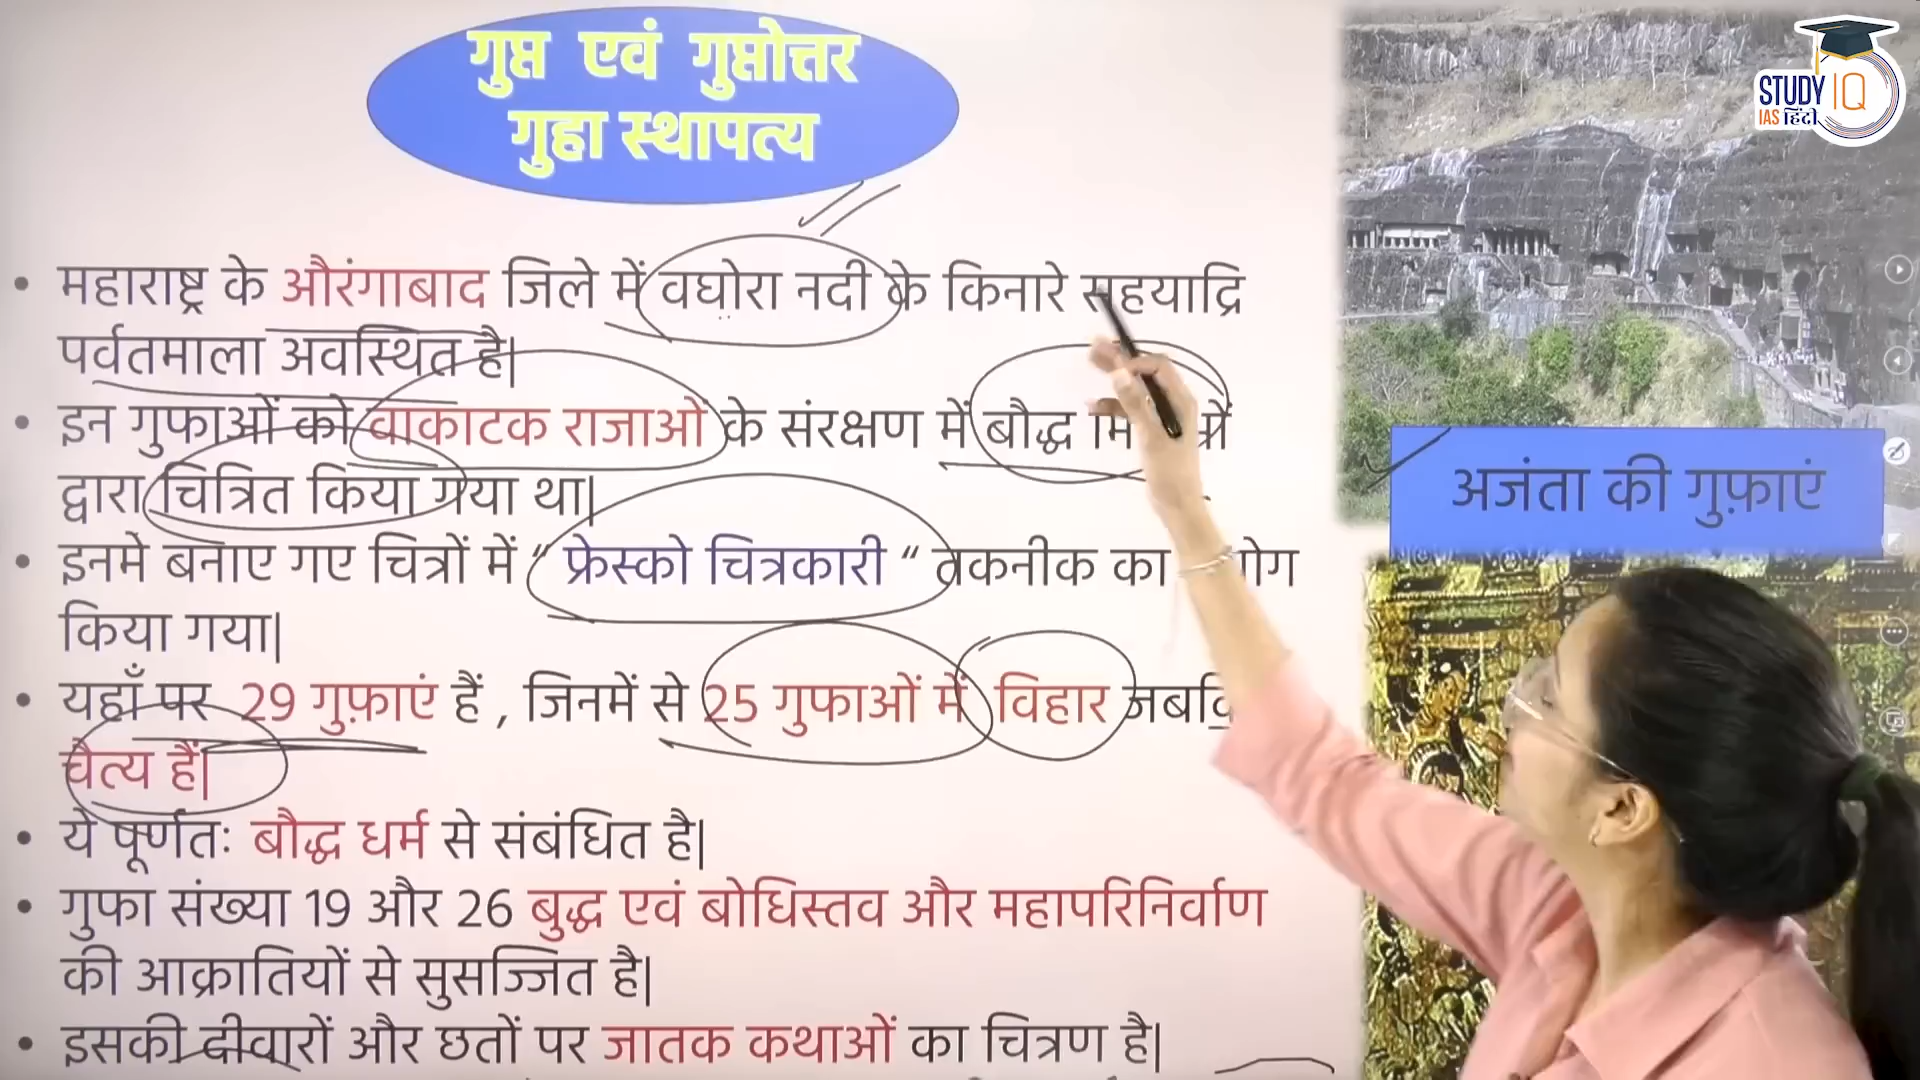 गुप्त एवं गुप्तोत्तर
गुहा स्थापत्य
STUDY IQ
IAS हिंदी
• महाराष्ट्र के औरंगाबाद जिले में वघोरा नदी के किनारे सहयाद्रि
पर्वतमाला अवस्थित है|
• इन गुफाओं को वाकाटक राजाओं के संरक्षण में बौद्ध
द्वारा चित्रित किया गया था|
• इनमे बनाए गए चित्रों में “ फ्रेस्को चित्रकारी “ तकनीक का
किया गया|
• यहाँ पर 29 गुफ़ाएं हैं , जिनमें से 25 गुफाओं में विहार
चैत्य हैं|
• ये पूर्णतः बौद्ध धर्म से संबंधित है|
• गुफा संख्या 19 और 26 बुद्ध एवं बोधिस्तव और महापरिनिर्वाण
की आक्रातियों से सुसज्जित है|
• इसकी दीवारों और छतों पर जातक कथाओं का चित्रण है|
अजंता की गुफ़ाएं